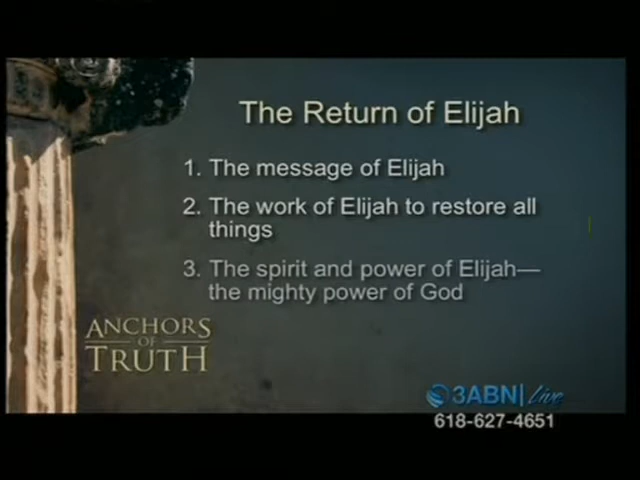 The Return of Elijah
1. The message of Elijah
2. The work of Elijah to restore all
things
3. The spirit and power of Elijah—
the mighty power of God
ANCHORS
OF
TRUTH
3ABN Live
618-627-4651